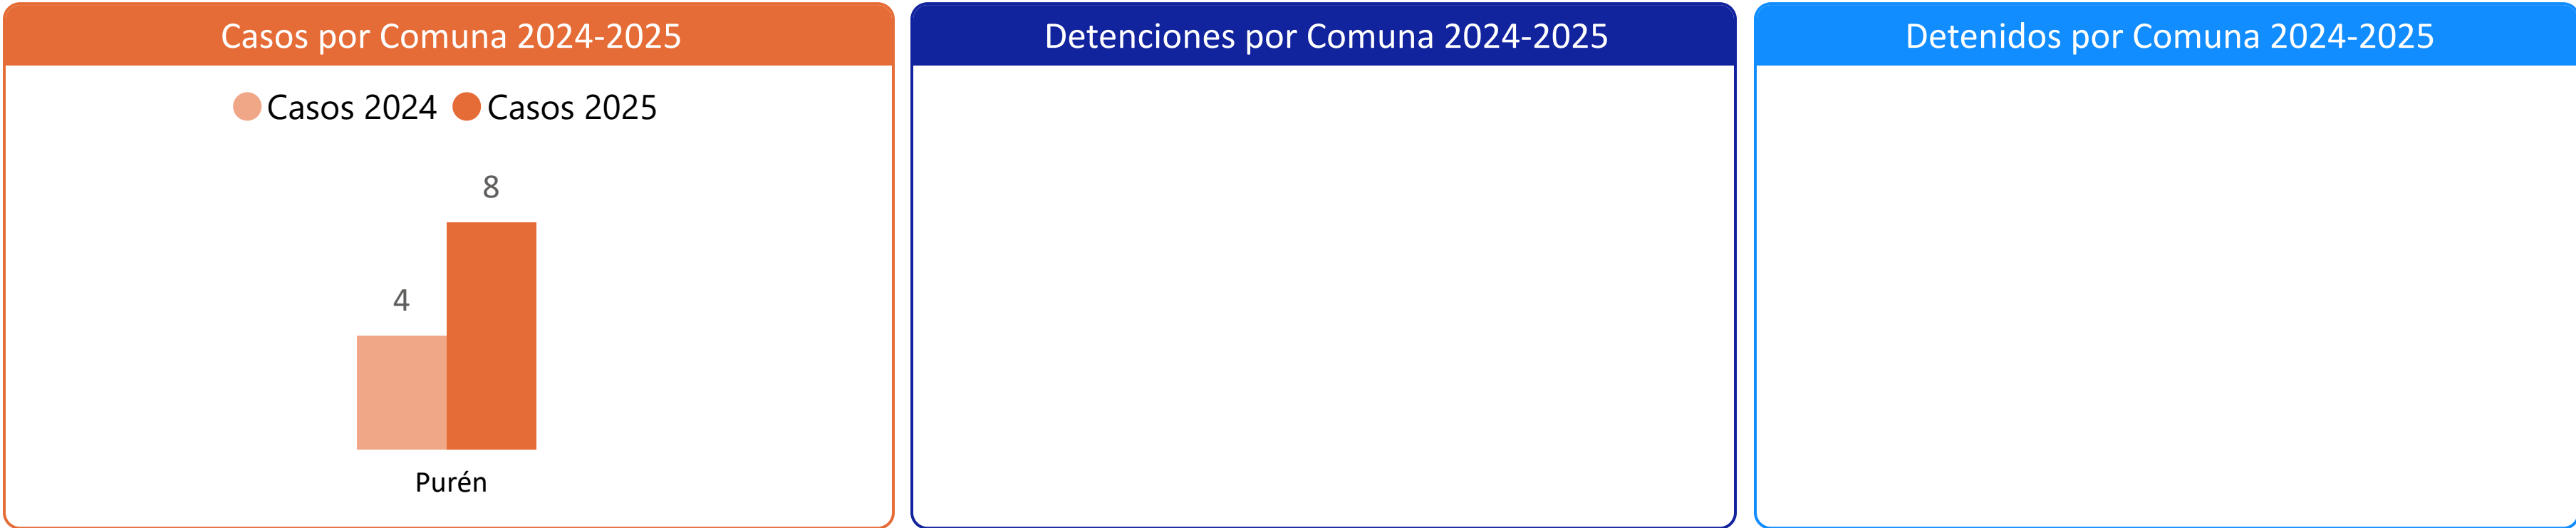 Casos por Comuna 2024-2025
Casos 2024 Casos 2025
8
4
Purén
Detenciones por Comuna 2024-2025
Detenidos por Comuna 2024-2025